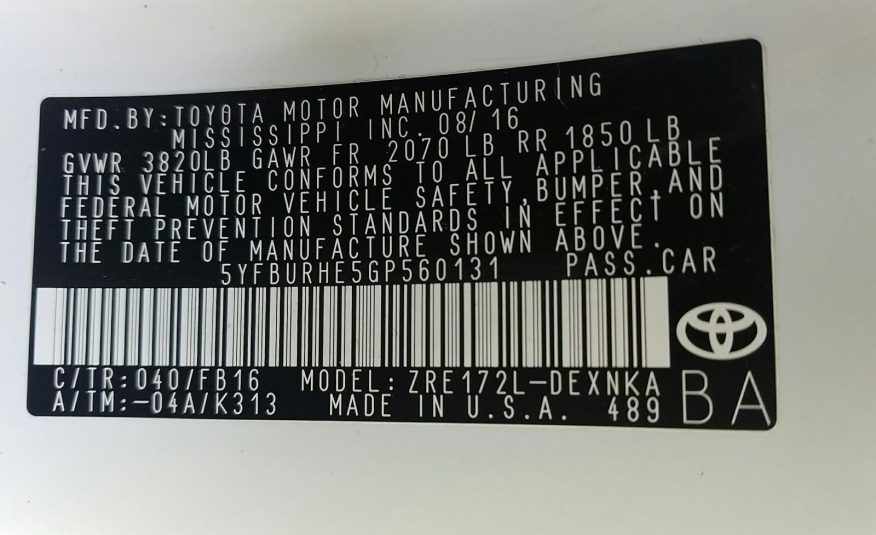 MFD.BY:TOYOTA MOTOR MANUFACTURING
MISSISSIPPI INC. 08/16
GVWR 3820LB GAWR FR 2070 LB RR 1850 LB
THIS VEHICLE CONFORMS TO ALL APPLICABLE
FEDERAL MOTOR VEHICLE SAFETY,BUMPER,AND
THEFT PREVENTION STANDARDS IN EFFECT ON
THE DATE OF MANUFACTURE SHOWN ABOVE.
5YFBURHE5GP560131 PASS.CAR
C/TR:040/FB16 MODEL: ZRE172L-DEXNKA
A/TM:-04A/K313 MADE IN U.S.A. 489
BA